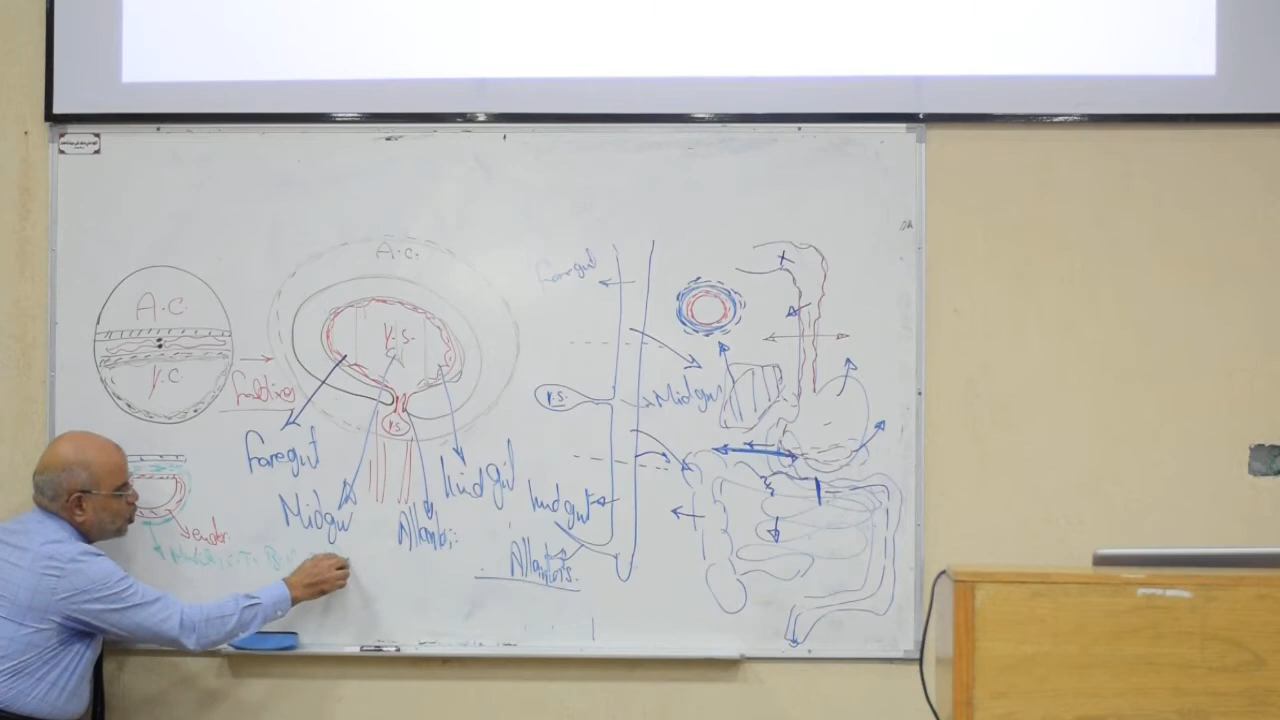 A.C.
Y.C
Folding
A.C.
Y.S.
Y.S.
Foregut
Midgut
Allantois
hindgut
Foregut
Y.S.
Midgut
hindgut
Allantois.
endo.